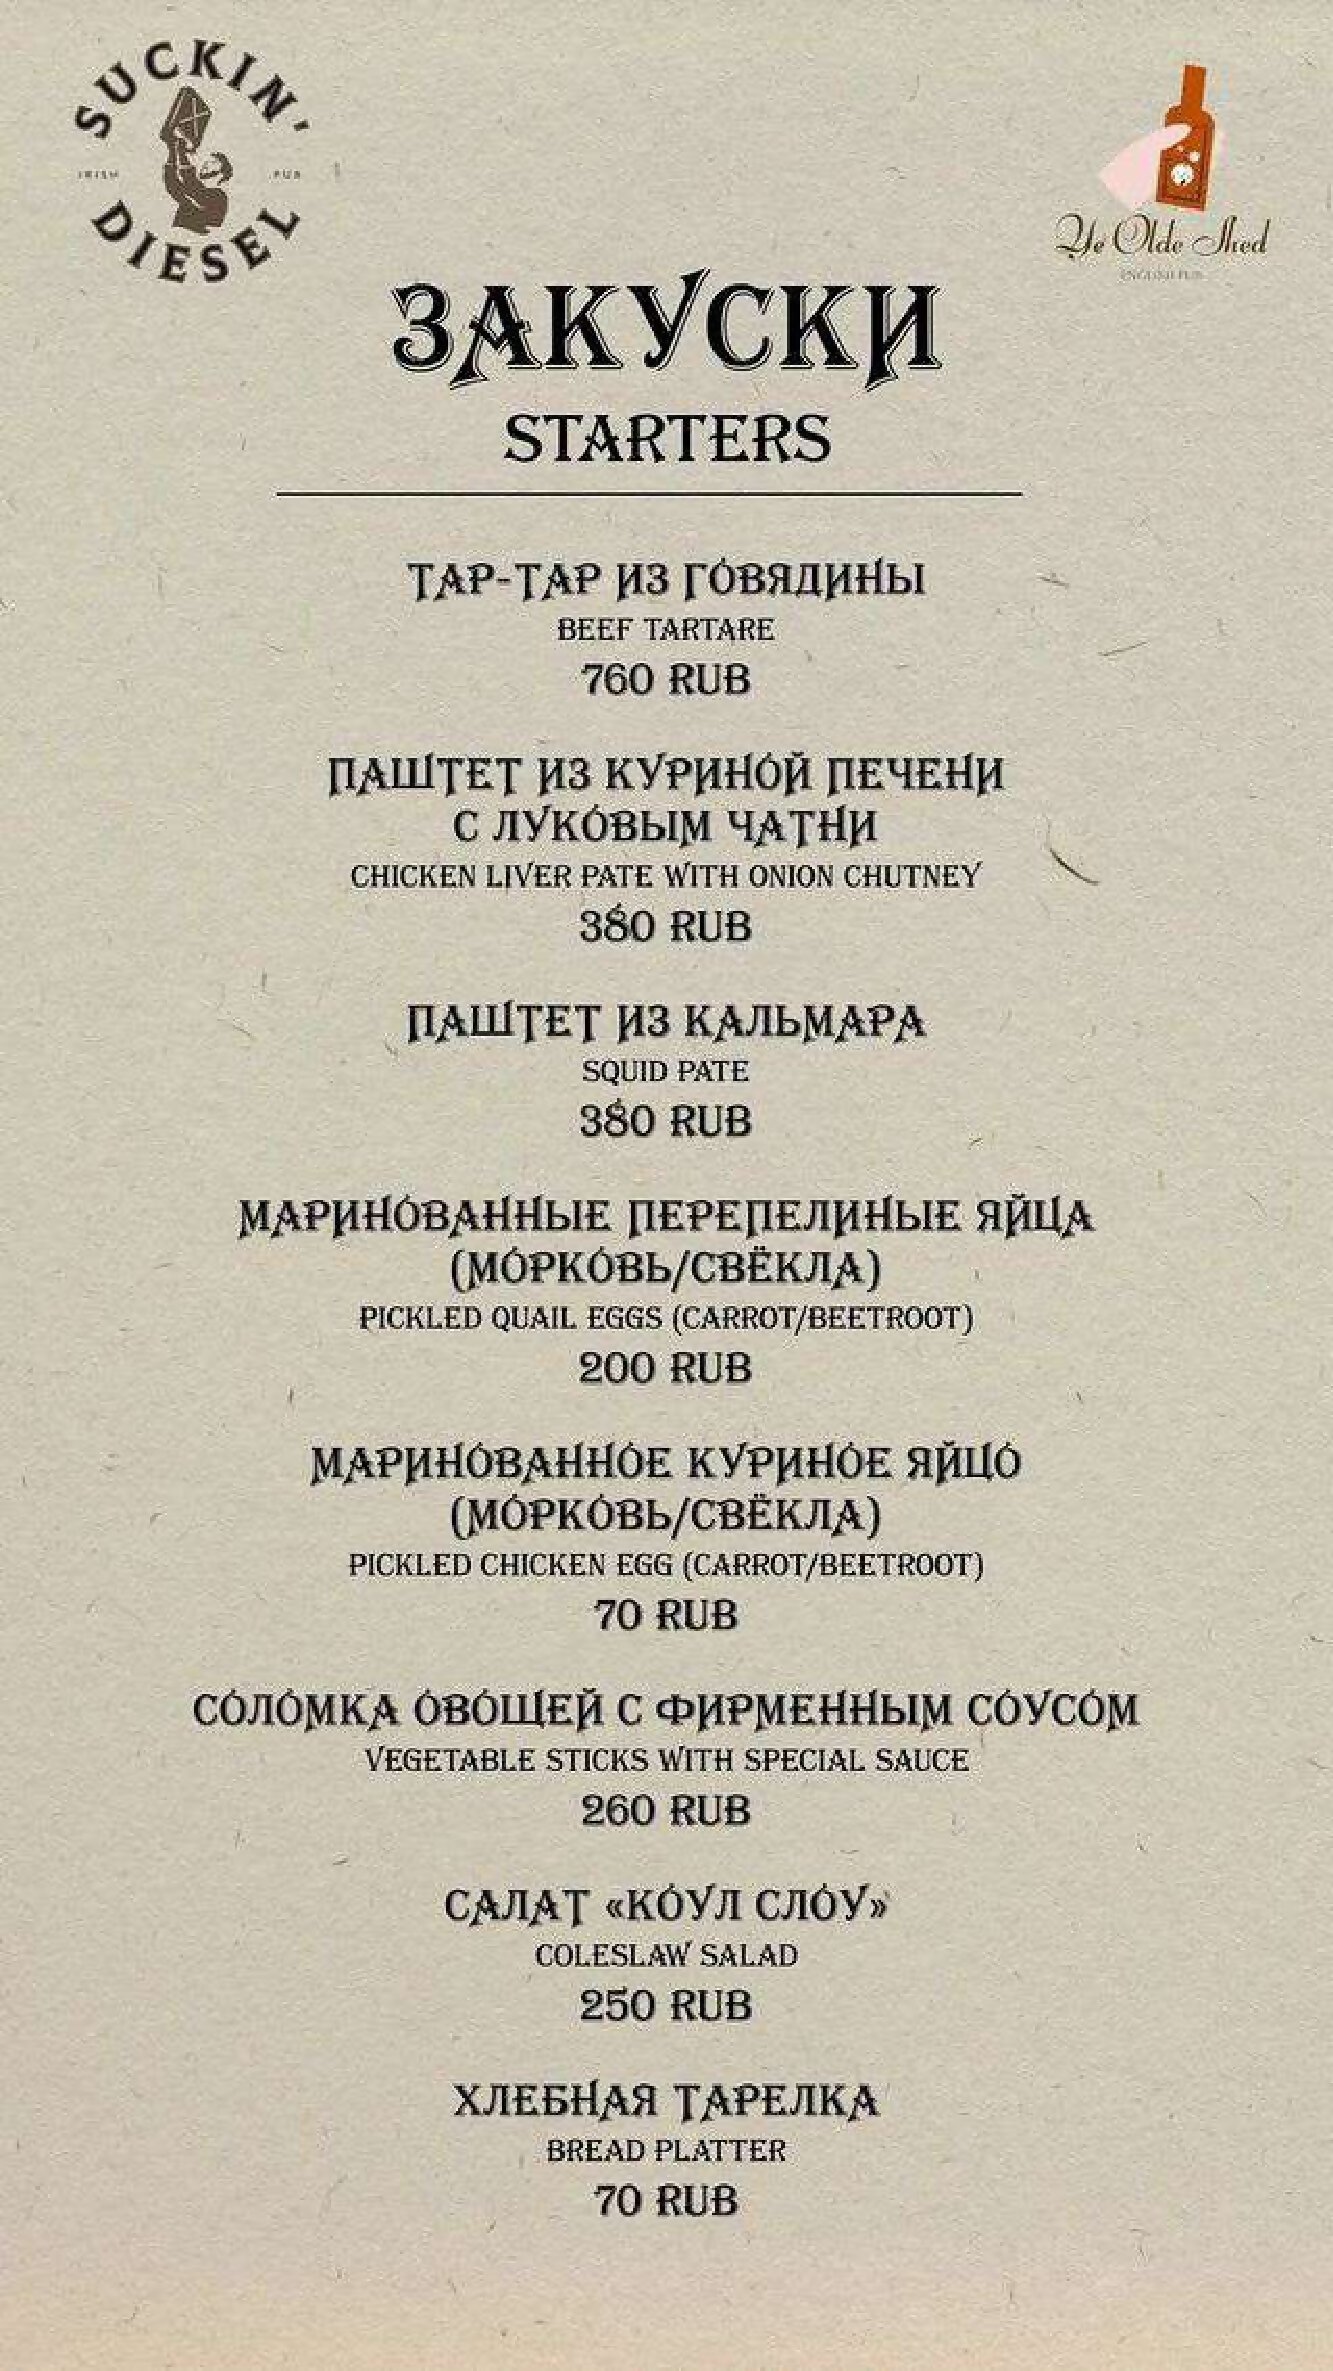 SUCKIN'
IRISH PUB
DIESEL
Ye Olde Shed
ENGLISH PUB
ЗАКУСКИ
STARTERS
ТАР-ТАР ИЗ ГОВЯДИНЫ
BEEF TARTARE
760 RUB
ПАШТЕТ ИЗ КУРИНОЙ ПЕЧЕНИ
С ЛУКОВЫМ ЧАТНИ
CHICKEN LIVER PATE WITH ONION CHUTNEY
380 RUB
ПАШТЕТ ИЗ КАЛЬМАРА
SQUID PATE
380 RUB
МАРИНОВАННЫЕ ПЕРЕПЕЛИНЫЕ ЯЙЦА
(МОРКОВЬ/СВЁКЛА)
PICKLED QUAIL EGGS (CARROT/BEETROOT)
200 RUB
МАРИНОВАННОЕ КУРИНОЕ ЯЙЦО
(МОРКОВЬ/СВЁКЛА)
PICKLED CHICKEN EGG (CARROT/BEETROOT)
70 RUB
СОЛОМКА ОВОЩЕЙ С ФИРМЕННЫМ СОУСОМ
VEGETABLE STICKS WITH SPECIAL SAUCE
260 RUB
САЛАТ «КОУЛ СЛОУ»
COLESLAW SALAD
250 RUB
ХЛЕБНАЯ ТАРЕЛКА
BREAD PLATTER
70 RUB